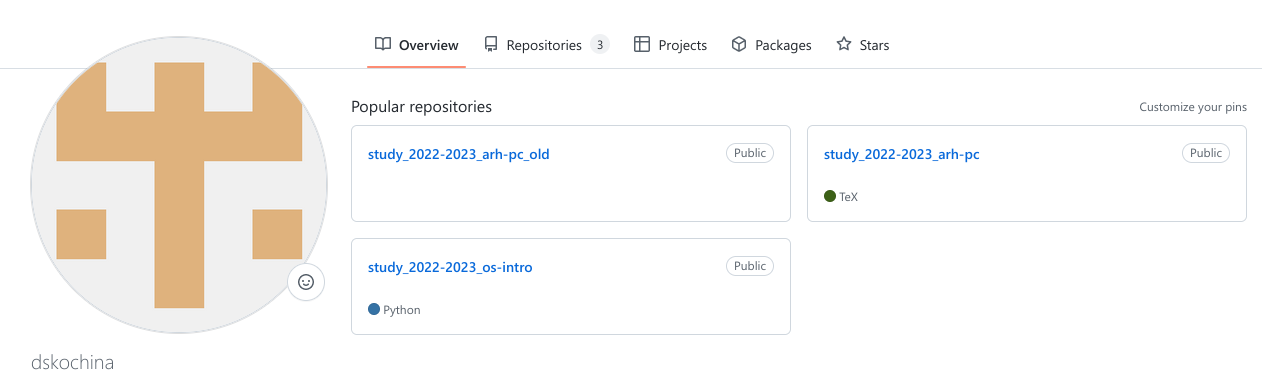 Overview Repositories 3 Projects Packages Stars
Popular repositories
Customize your pins
study_2022-2023_arh-pc_old Public
study_2022-2023_arh-pc Public
TeX
study_2022-2023_os-intro Public
Python
dskochina